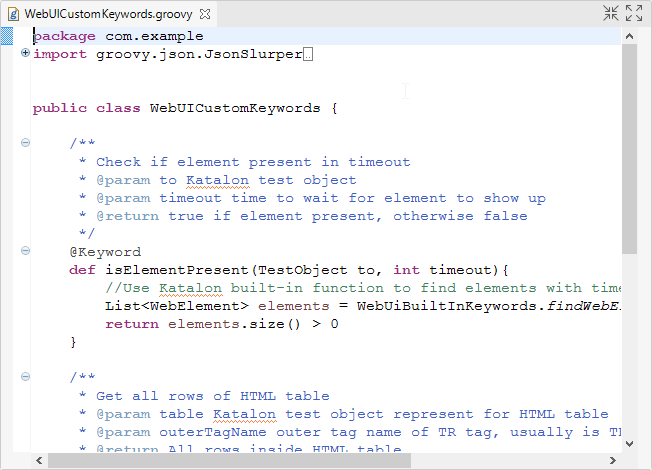 WebUICustomKeywords.groovy
package com.example
import groovy.json.JsonSlurper
public class WebUICustomKeywords {
/**
* Check if element present in timeout
* @param to Katalon test object
* @param timeout time to wait for element to show up
* @return true if element present, otherwise false
*/
@Keyword
def isElementPresent(TestObject to, int timeout){
//Use Katalon built-in function to find elements with time
List<WebElement> elements = WebUiBuiltInKeywords.findWebEl
return elements.size() > 0
}
/**
* Get all rows of HTML table
* @param table Katalon test object represent for HTML table
* @param outerTagName outer tag name of TR tag, usually is
* @return All rows inside HTML table